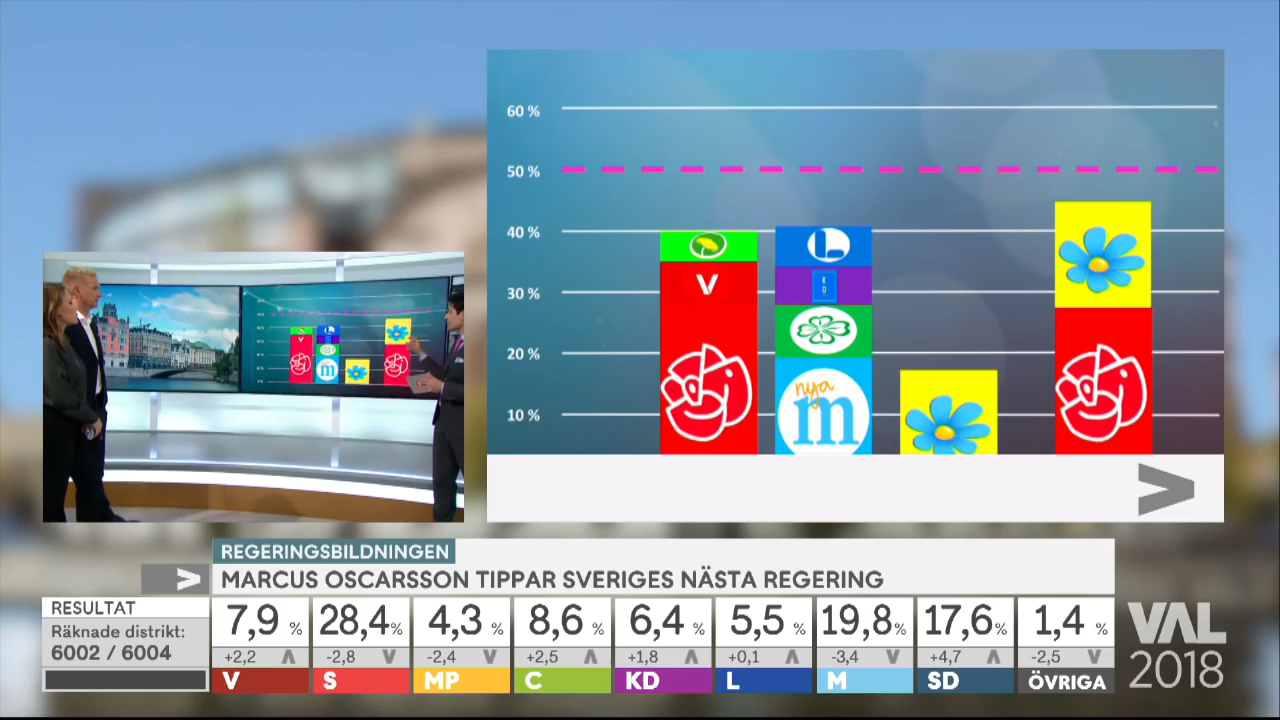 60 %
50 %
40 %
30 %
20 %
10 %
V
L
K
D
nya
m
REGERINGSBILDNINGEN
MARCUS OSCARSSON TIPPAR SVERIGES NÄSTA REGERING
RESULTAT
Räknade distrikt:
6002 / 6004
7,9 % 28,4% 4,3 % 8,6 % 6,4 % 5,5 % 19,8% 17,6% 1,4 %
+2,2 -2,8 -2,4 +2,5 +1,8 +0,1 -3,4 +4,7 -2,5
V S MP C KD L M SD ÖVRIGA
VAL
2018